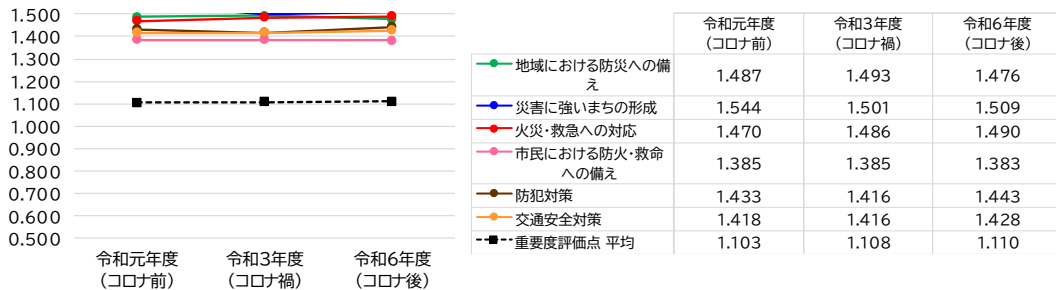 1.500
1.400
1.300
1.200
1.100
1.000
0.900
0.800
0.700
0.600
0.500
令和元年度 令和3年度 令和6年度
(コロナ前) (コロナ禍) (コロナ後)
令和元年度 令和3年度 令和6年度
(コロナ前) (コロナ禍) (コロナ後)
地域における防災への備
え 1.487 1.493 1.476
災害に強いまちの形成 1.544 1.501 1.509
火災・救急への対応 1.470 1.486 1.490
市民における防火・救命
への備え 1.385 1.385 1.383
防犯対策 1.433 1.416 1.443
交通安全対策 1.418 1.416 1.428
重要度評価点 平均 1.103 1.108 1.110